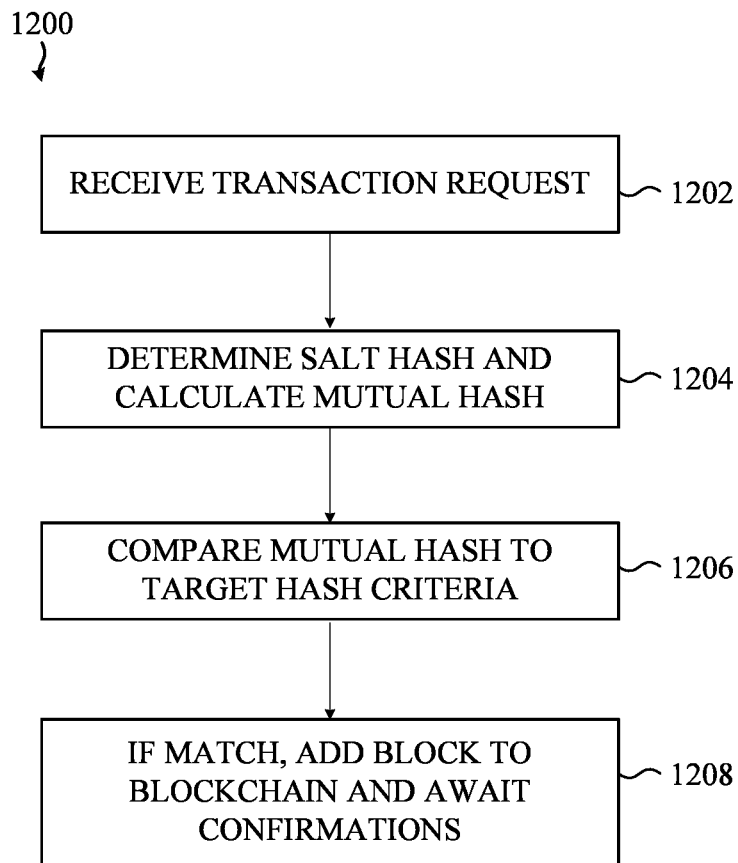 1200
RECEIVE TRANSACTION REQUEST
1202
DETERMINE SALT HASH AND
CALCULATE MUTUAL HASH
1204
COMPARE MUTUAL HASH TO
TARGET HASH CRITERIA
1206
IF MATCH, ADD BLOCK TO
BLOCKCHAIN AND AWAIT
CONFIRMATIONS
1208